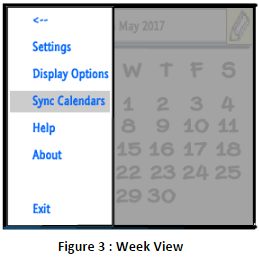 <--
Settings
Display Options
Sync Calendars
Help
About
Exit
May 2017
W T F S
1 2 3 4
8 9 10 11
15 16 17 18
22 23 24 25
29 30
Figure 3 : Week View